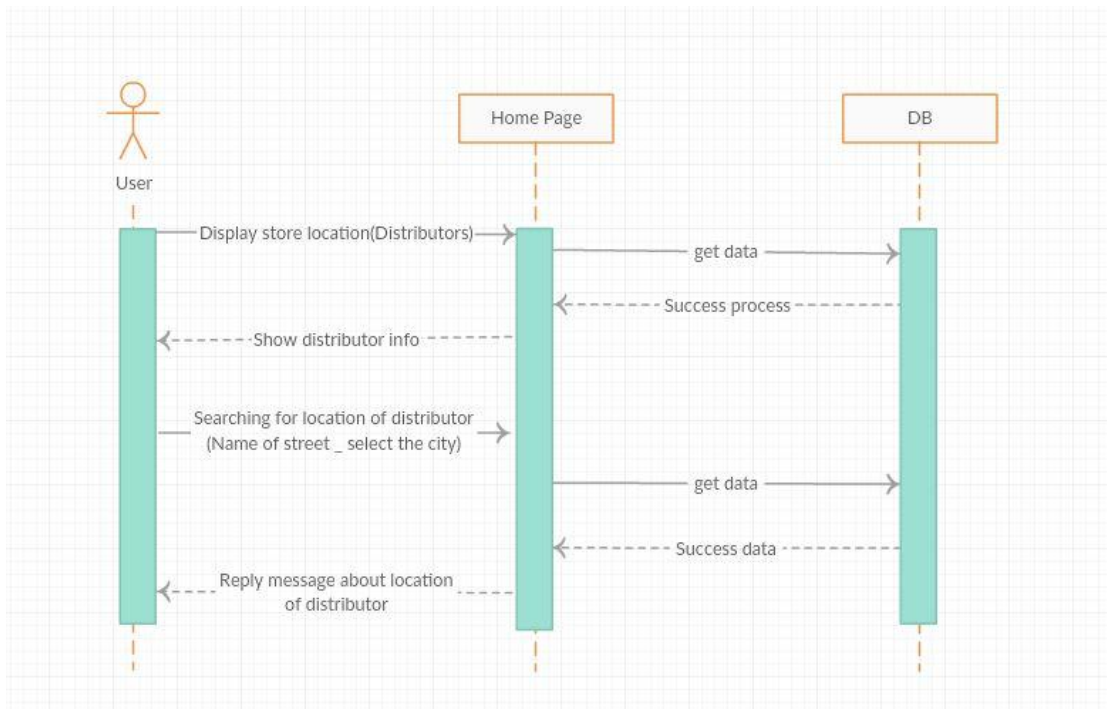 Home Page
DB
User
Display store location(Distributors)
get data
Success process
Show distributor info
Searching for location of distributor
(Name of street _ select the city)
get data
Success data
Reply message about location
of distributor